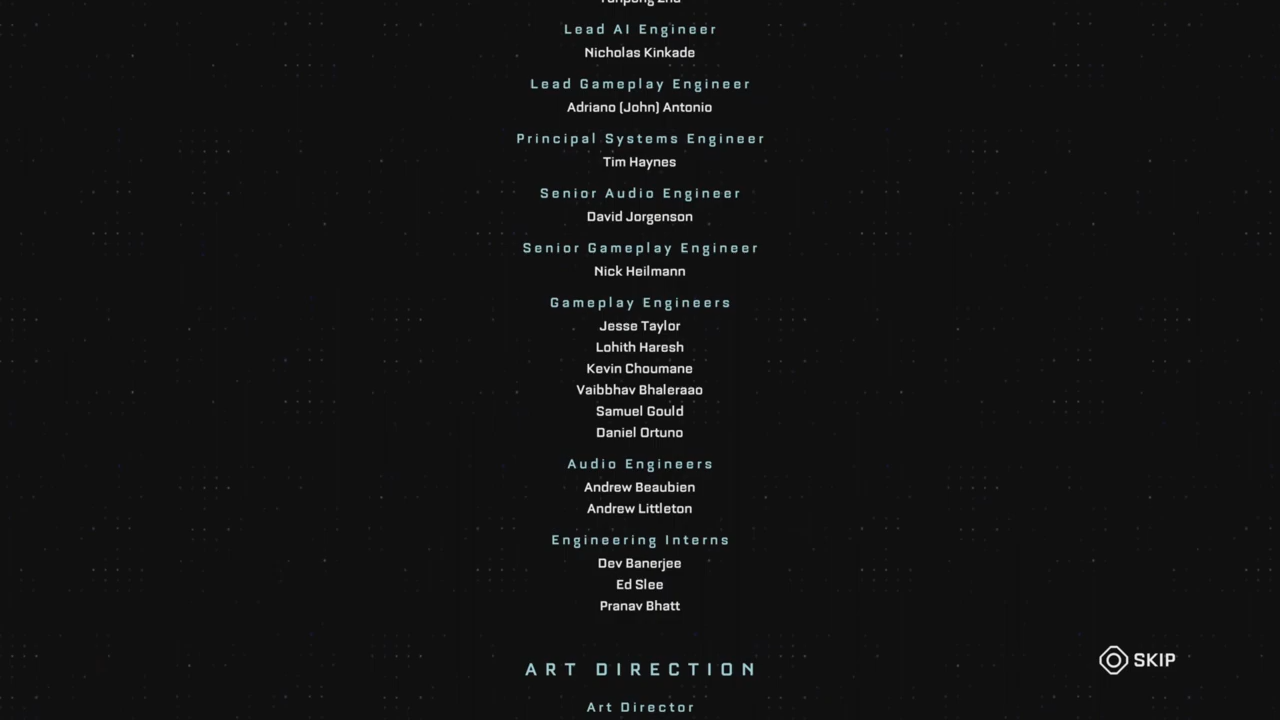 Lead AI Engineer
Nicholas Kinkade
Lead Gameplay Engineer
Adriano (John) Antonio
Principal Systems Engineer
Tim Haynes
Senior Audio Engineer
David Jorgenson
Senior Gameplay Engineer
Nick Heilmann
Gameplay Engineers
Jesse Taylor
Lohith Haresh
Kevin Choumane
Vaibbhav Bhaleraao
Samuel Gould
Daniel Ortuno
Audio Engineers
Andrew Beaubien
Andrew Littleton
Engineering Interns
Dev Banerjee
Ed Slee
Pranav Bhatt
SKIP
ART DIRECTION
Art Director